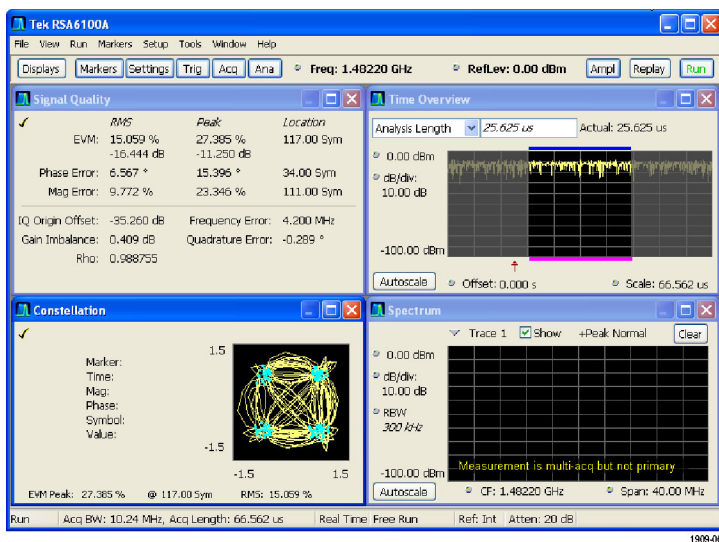 Tek RSA6100A
File View Run Markers Setup Tools Window Help
Displays Markers Settings Trig Acq Ana Freq: 1.48220 GHz RefLev: 0.00 dBm Ampl Replay Run
Signal Quality
RMS Peak Location
EVM: 15.059 % 27.385 % 117.00 Sym
-16.444 dB -11.250 dB
Phase Error: 6.567 ° 15.396 ° 34.00 Sym
Mag Error: 9.772 % 23.346 % 111.00 Sym
IQ Origin Offset: -35.260 dB Frequency Error: 4.200 MHz
Gain Imbalance: 0.409 dB Quadrature Error: -0.289 °
Rho: 0.988755
Time Overview
Analysis Length 25.625 us Actual: 25.625 us
0.00 dBm
dB/div:
10.00 dB
-100.00 dBm
Autoscale Offset: 0.000 s Scale: 66.562 us
Constellation
Marker:
Time:
Mag:
Phase:
Symbol:
Value:
1.5
-1.5
-1.5 1.5
EVM Peak: 27.385 % @ 117.00 Sym RMS: 15.059 %
Spectrum
Trace 1 Show +Peak Normal Clear
0.00 dBm
dB/div:
10.00 dB
RBW
300 kHz
-100.00 dBm
Measurement is multi-acq but not primary
Autoscale CF: 1.48220 GHz Span: 40.00 MHz
Run Acq BW: 10.24 MHz, Acq Length: 66.562 us Real Time Free Run Ref: Int Atten: 20 dB